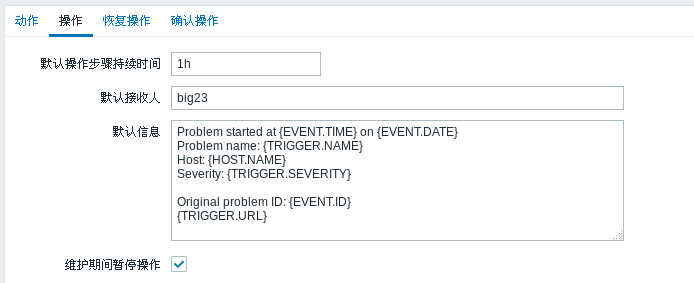 动作 操作 恢复操作 确认操作
默认操作步骤持续时间 1h
默认接收人 big23
默认信息 Problem started at {EVENT.TIME} on {EVENT.DATE}
Problem name: {TRIGGER.NAME}
Host: {HOST.NAME}
Severity: {TRIGGER.SEVERITY}
Original problem ID: {EVENT.ID}
{TRIGGER.URL}
维护期间暂停操作